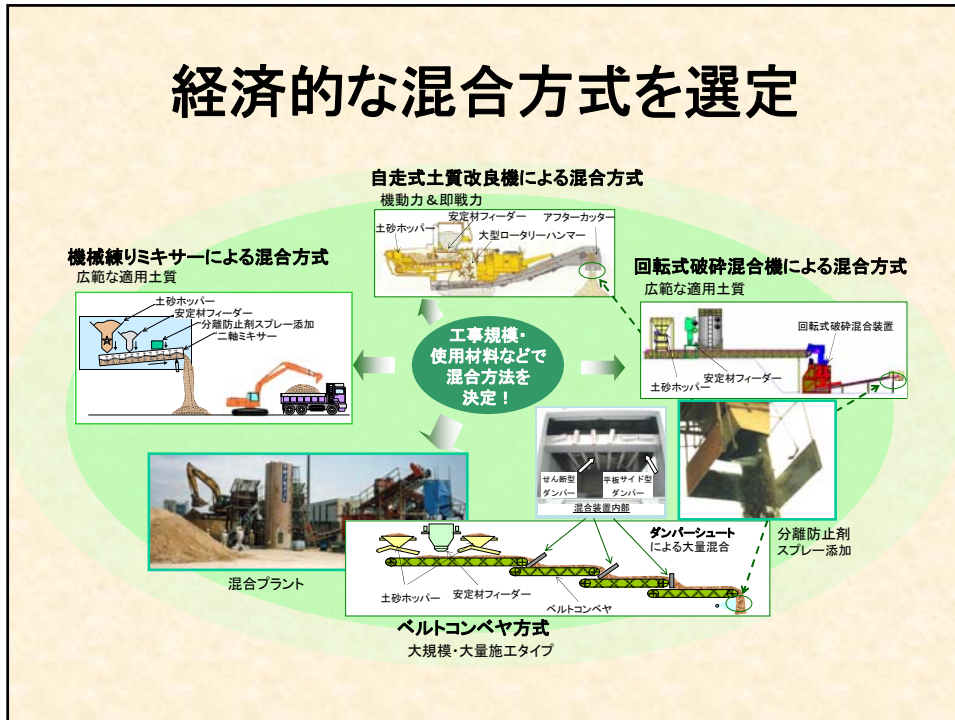 経済的な混合方式を選定
自走式土質改良機による混合方式
機動力＆即戦力
安定材フィーダー
アフターカッター
土砂ホッパー
大型ロータリーハンマー
機械練りミキサーによる混合方式
広範な適用土質
土砂ホッパー
安定材フィーダー
分離防止剤スプレー添加
二軸ミキサー
回転式破砕混合機による混合方式
広範な適用土質
回転式破砕混合装置
安定材フィーダー
土砂ホッパー
工事規模・
使用材料などで
混合方法を
決定！
せん断型
ダンパー
平板サイド型
ダンパー
混合装置内部
ダンパーシュート
による大量混合
分離防止剤
スプレー添加
混合プラント
土砂ホッパー
安定材フィーダー
ベルトコンベヤ
ベルトコンベヤ方式
大規模・大量施工タイプ